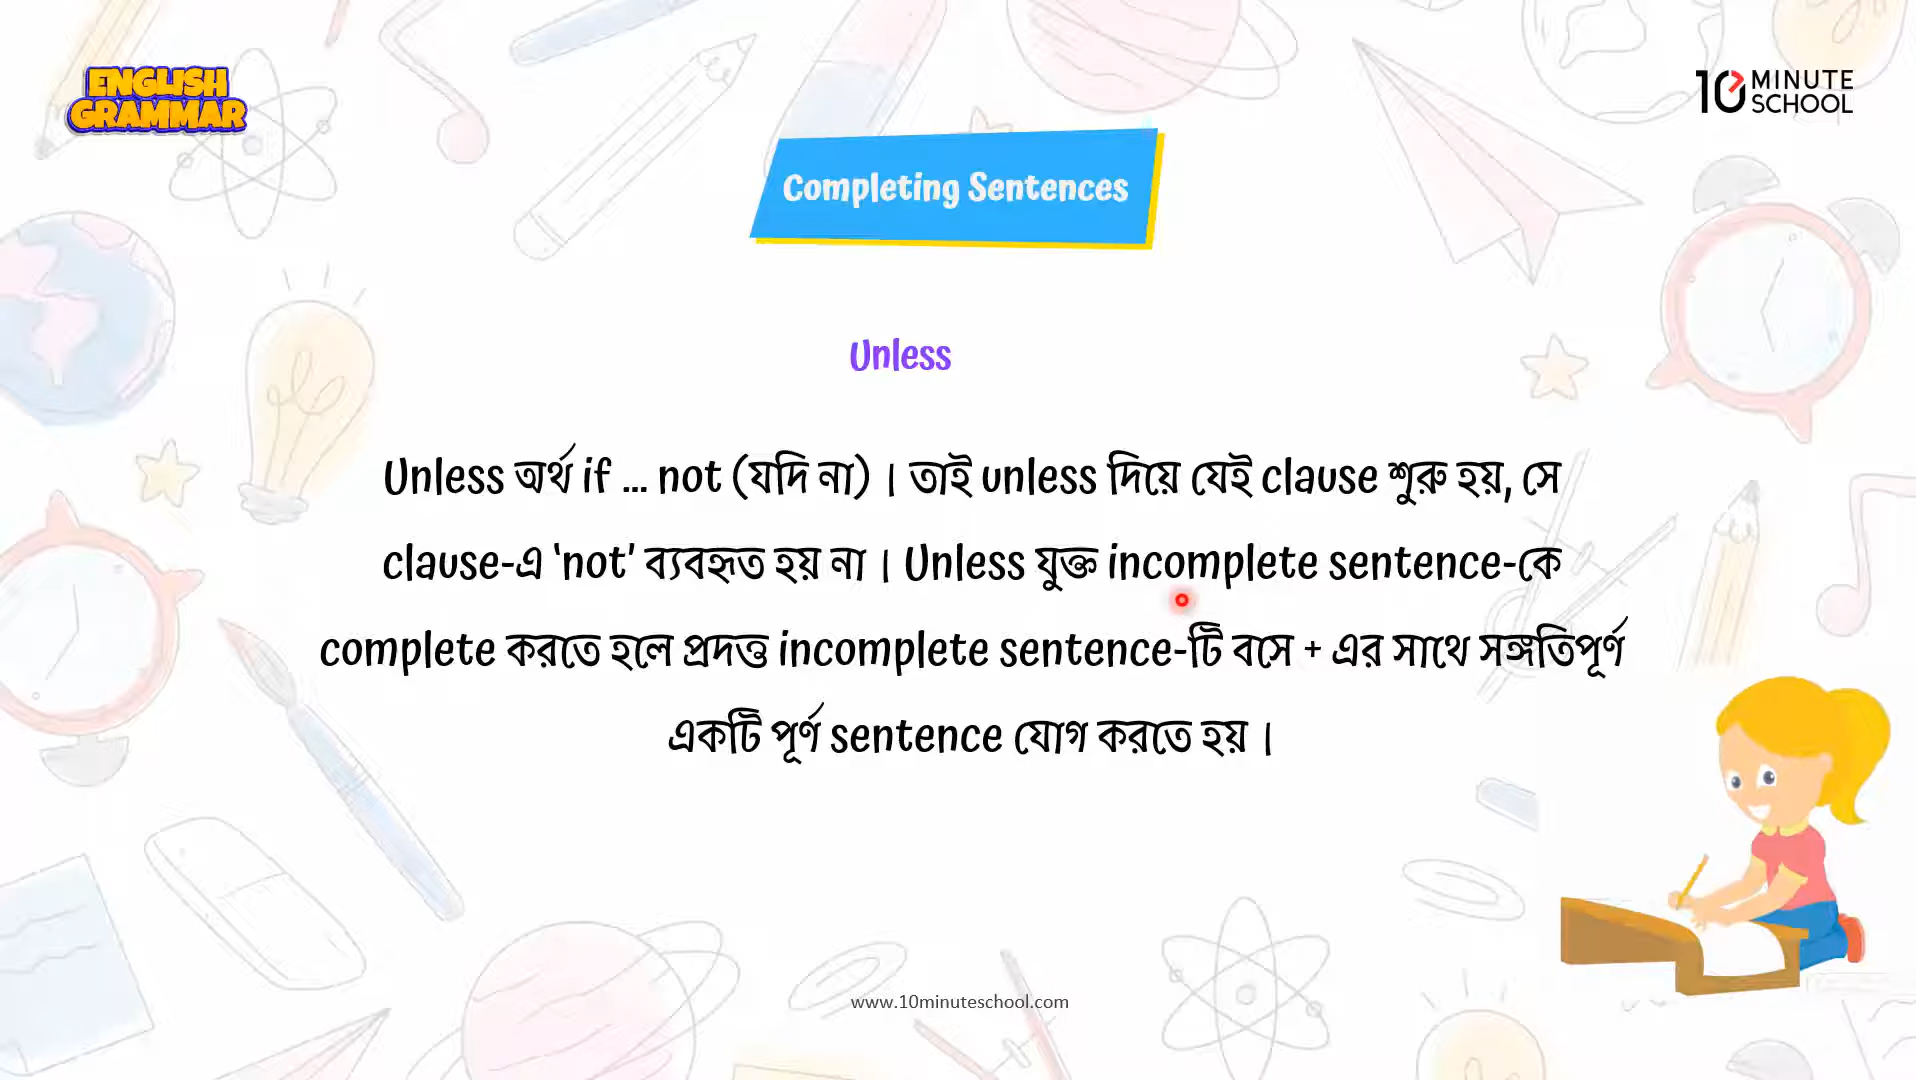 ENGLISH
GRAMMAR
10 MINUTE
SCHOOL
Completing Sentences
Unless
Unless অর্থ if ... not (যদি না) । তাই unless দিয়ে যেই clause শুরু হয়, সে
clause-এ ‘not’ ব্যবহৃত হয় না । Unless যুক্ত incomplete sentence-কে
complete করতে হলে প্রদত্ত incomplete sentence-টি বসে + এর সাথে সঙ্গতিপূর্ণ
একটি পূর্ণ sentence যোগ করতে হয় ।
www.10minuteschool.com